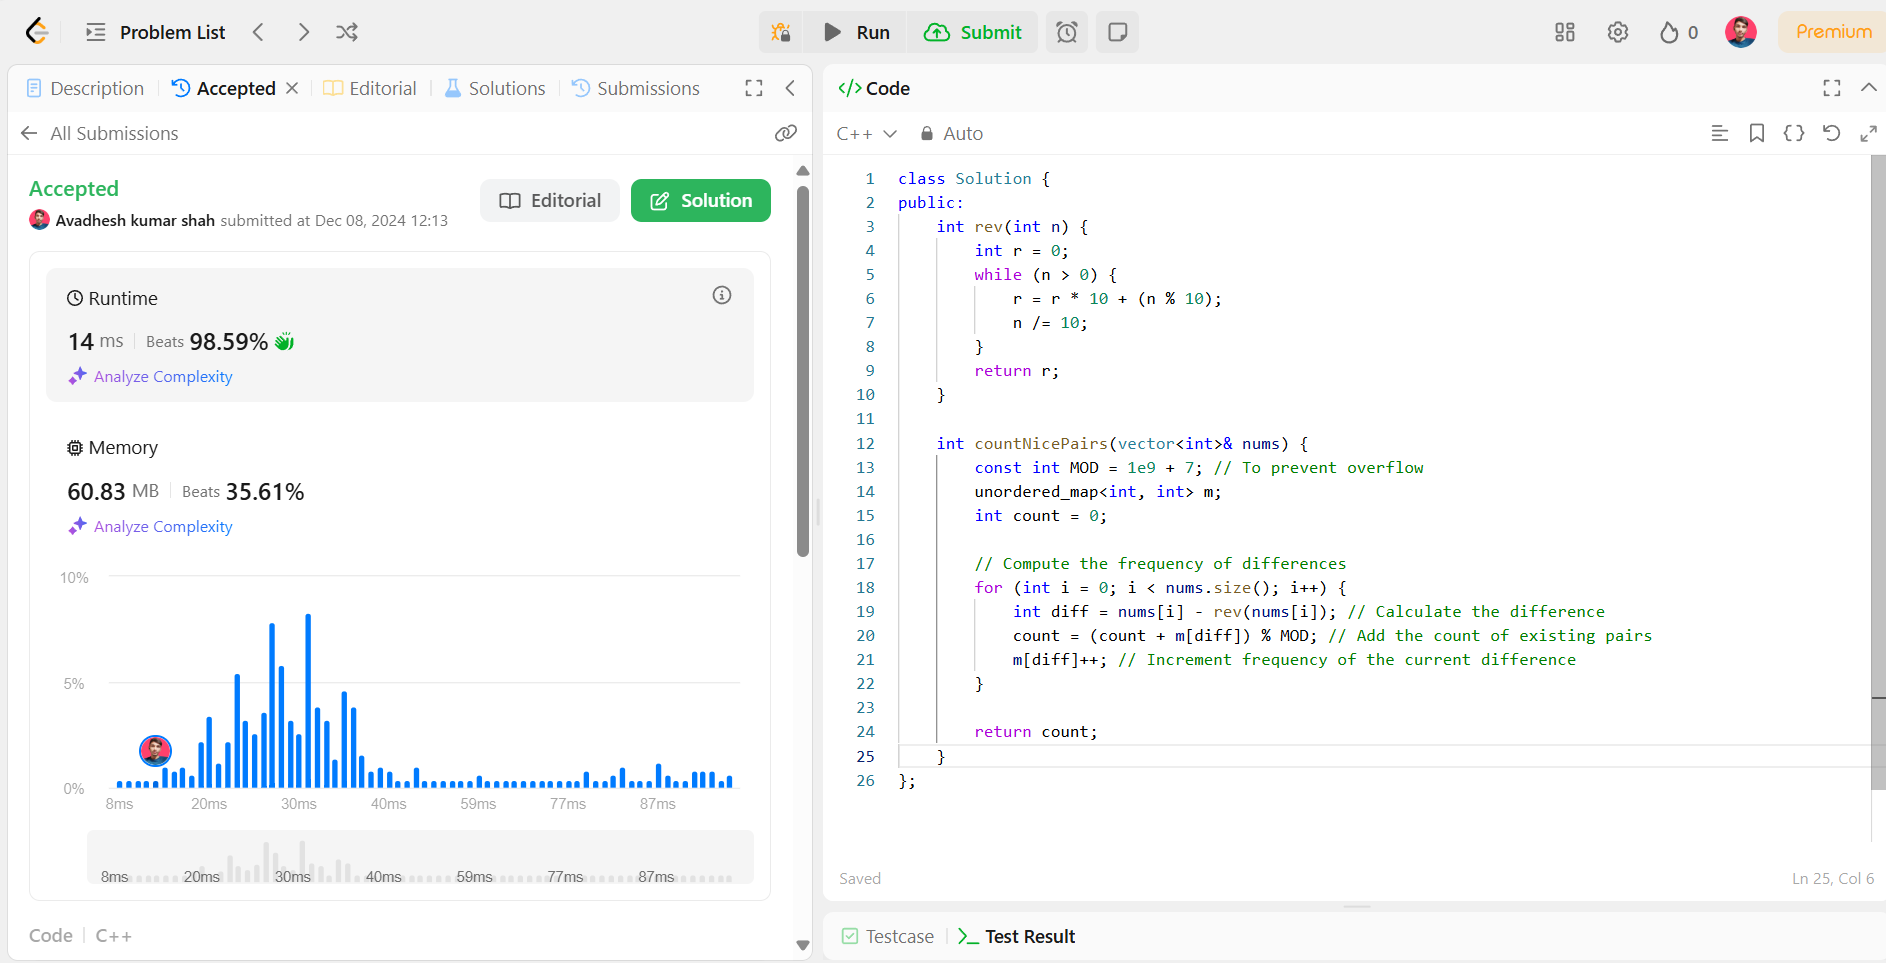 Problem List
Run
Submit
0
Premium
Description
Accepted
Editorial
Solutions
Submissions
All Submissions
Accepted
Avadhesh kumar shah submitted at Dec 08, 2024 12:13
Editorial
Solution
Runtime
14 ms Beats 98.59%
Analyze Complexity
Memory
60.83 MB Beats 35.61%
Analyze Complexity
10%
5%
0%
8ms 20ms 30ms 40ms 59ms 77ms 87ms
8ms 20ms 30ms 40ms 59ms 77ms 87ms
Code C++
</> Code
C++ Auto
1 class Solution {
2 public:
3     int rev(int n) {
4         int r = 0;
5         while (n > 0) {
6             r = r * 10 + (n % 10);
7             n /= 10;
8         }
9         return r;
10     }
11
12     int countNicePairs(vector<int>& nums) {
13         const int MOD = 1e9 + 7; // To prevent overflow
14         unordered_map<int, int> m;
15         int count = 0;
16
17         // Compute the frequency of differences
18         for (int i = 0; i < nums.size(); i++) {
19             int diff = nums[i] - rev(nums[i]); // Calculate the difference
20             count = (count + m[diff]) % MOD; // Add the count of existing pairs
21             m[diff]++; // Increment frequency of the current difference
22         }
23
24         return count;
25     }
26 };
Saved
Ln 25, Col 6
Testcase
Test Result